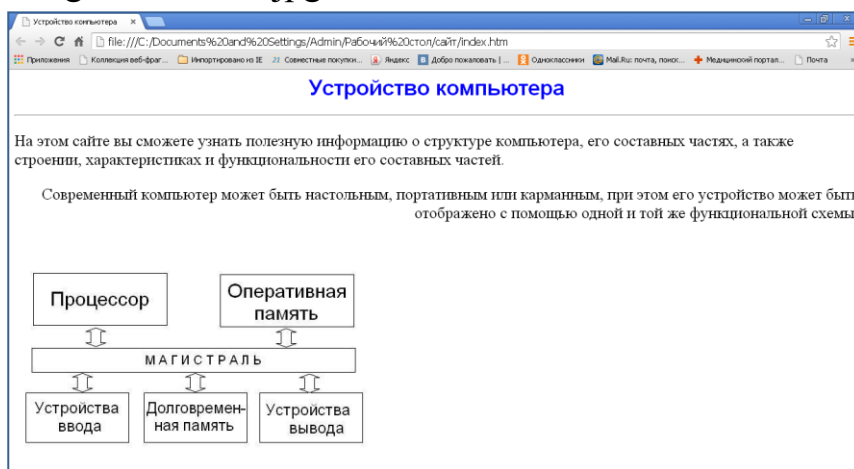 Устройство компьютера
file:///C:/Documents%20and%20Settings/Admin/Рабочий%20стол/сайт/index.htm
Приложения Коллекция веб-фраг... Импортировано из IE Совместные покупки... Яндекс Добро пожаловать | ... Одноклассники Mail.Ru: почта, поиск... Медицинский портал... Почта
Устройство компьютера
На этом сайте вы сможете узнать полезную информацию о структуре компьютера, его составных частях, а также
строении, характеристиках и функциональности его составных частей.
Современный компьютер может быть настольным, портативным или карманным, при этом его устройство может быть
отображено с помощью одной и той же функциональной схемы
Процессор
Оперативная
память
МАГИСТРАЛЬ
Устройства
ввода
Долговремен-
ная память
Устройства
вывода